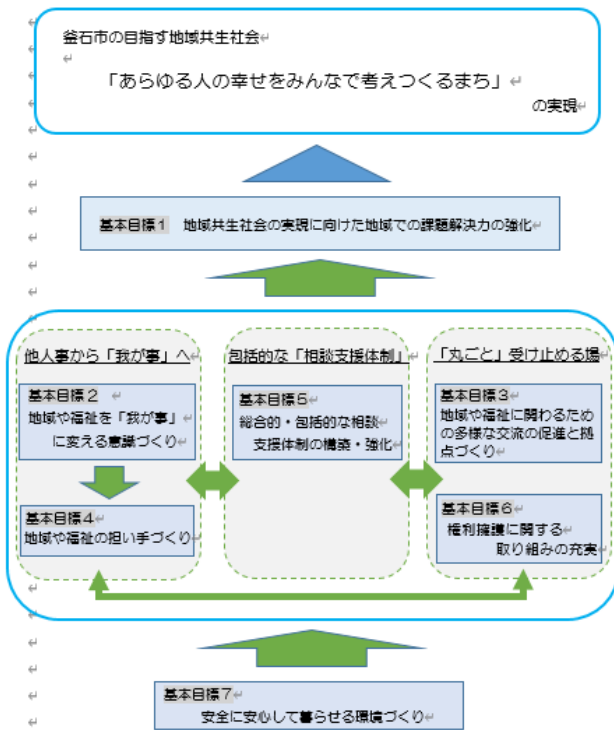 釜石市の目指す地域共生社会
「あらゆる人の幸せをみんなで考えつくるまち」
の実現
基本目標1　地域共生社会の実現に向けた地域での課題解決力の強化
他人事から「我が事」へ
基本目標2
地域や福祉を「我が事」
に変える意識づくり
基本目標4
地域や福祉の担い手づくり
包括的な「相談支援体制」
基本目標5
総合的・包括的な相談
支援体制の構築・強化
「丸ごと」受け止める場
基本目標3
地域や福祉に関わるため
の多様な交流の促進と拠
点づくり
基本目標6
権利擁護に関する
取り組みの充実
基本目標7
安全に安心して暮らせる環境づくり